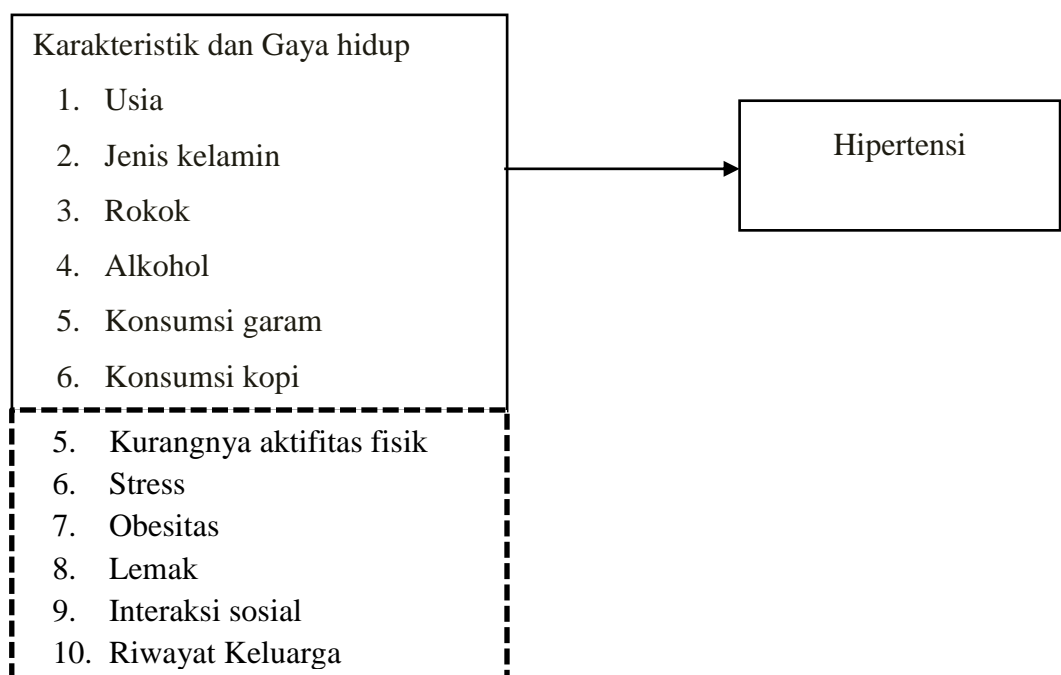 Karakteristik dan Gaya hidup
1. Usia
2. Jenis kelamin
3. Rokok
4. Alkohol
5. Konsumsi garam
6. Konsumsi kopi
5. Kurangnya aktifitas fisik
6. Stress
7. Obesitas
8. Lemak
9. Interaksi sosial
10. Riwayat Keluarga
Hipertensi